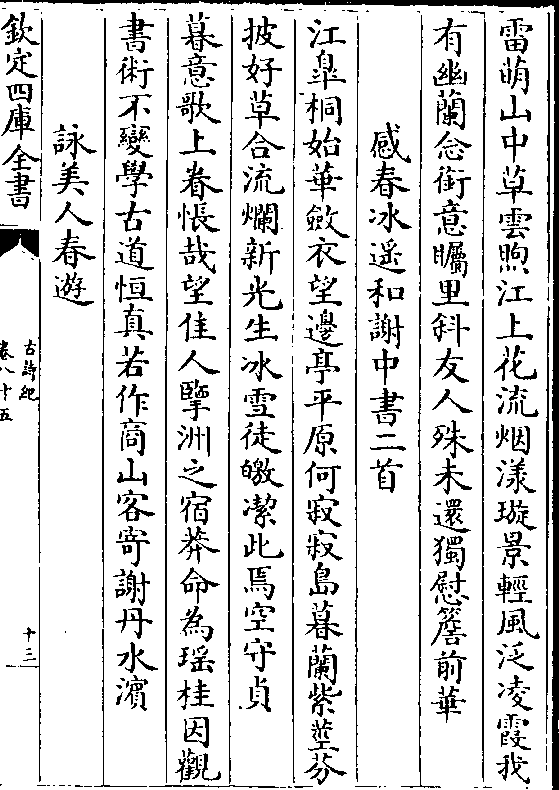 雷萌山中草雲煦江上花流烟漾璇景輕風泛凌霞我
有幽蘭念銜意矚里斜友人殊未還獨慰簷前華
感春冰遥和謝中書二首
江臯桐始華斂衣望邊亭平原何寂寂島暮蘭紫莖芬
披好草合流爛新光生冰雪徒皦潔此焉空守貞
暮意歌上眷悵哉望佳人擥洲之宿莽命為瑶桂因觀
書術不變學古道恒真若作商山客寄謝丹水濱
詠美人春遊
欽定四庫全書
古詩紀
卷八十五
十三